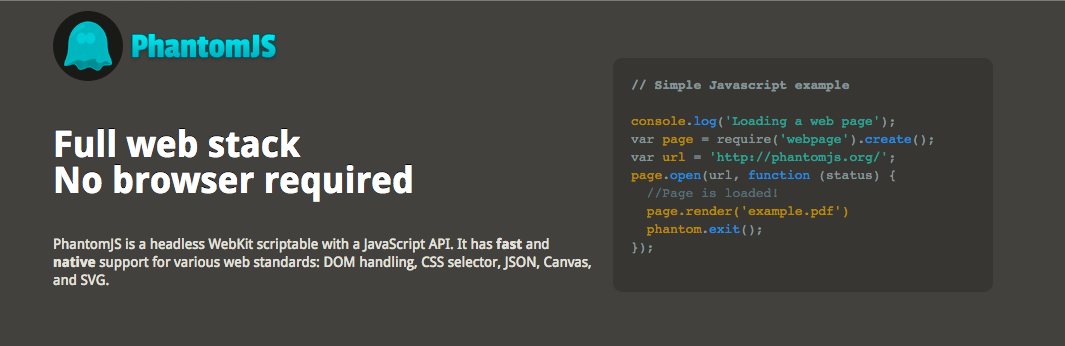 PhantomJS
Full web stack
No browser required
PhantomJS is a headless WebKit scriptable with a JavaScript API. It has fast and
native support for various web standards: DOM handling, CSS selector, JSON, Canvas,
and SVG.
// Simple Javascript example
console.log('Loading a web page');
var page = require('webpage').create();
var url = 'http://phantomjs.org/';
page.open(url, function (status) {
  //Page is loaded!
  page.render('example.pdf')
  phantom.exit();
});